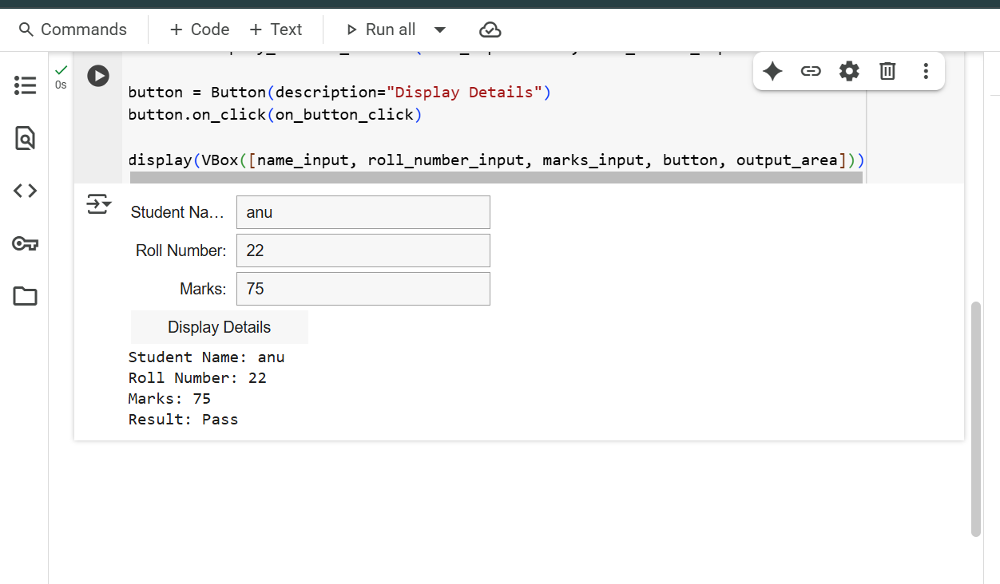 Commands + Code + Text Run all
0s
button = Button(description="Display Details")
button.on_click(on_button_click)
display(VBox([name_input, roll_number_input, marks_input, button, output_area]))
Student Na... anu
Roll Number: 22
Marks: 75
Display Details
Student Name: anu
Roll Number: 22
Marks: 75
Result: Pass